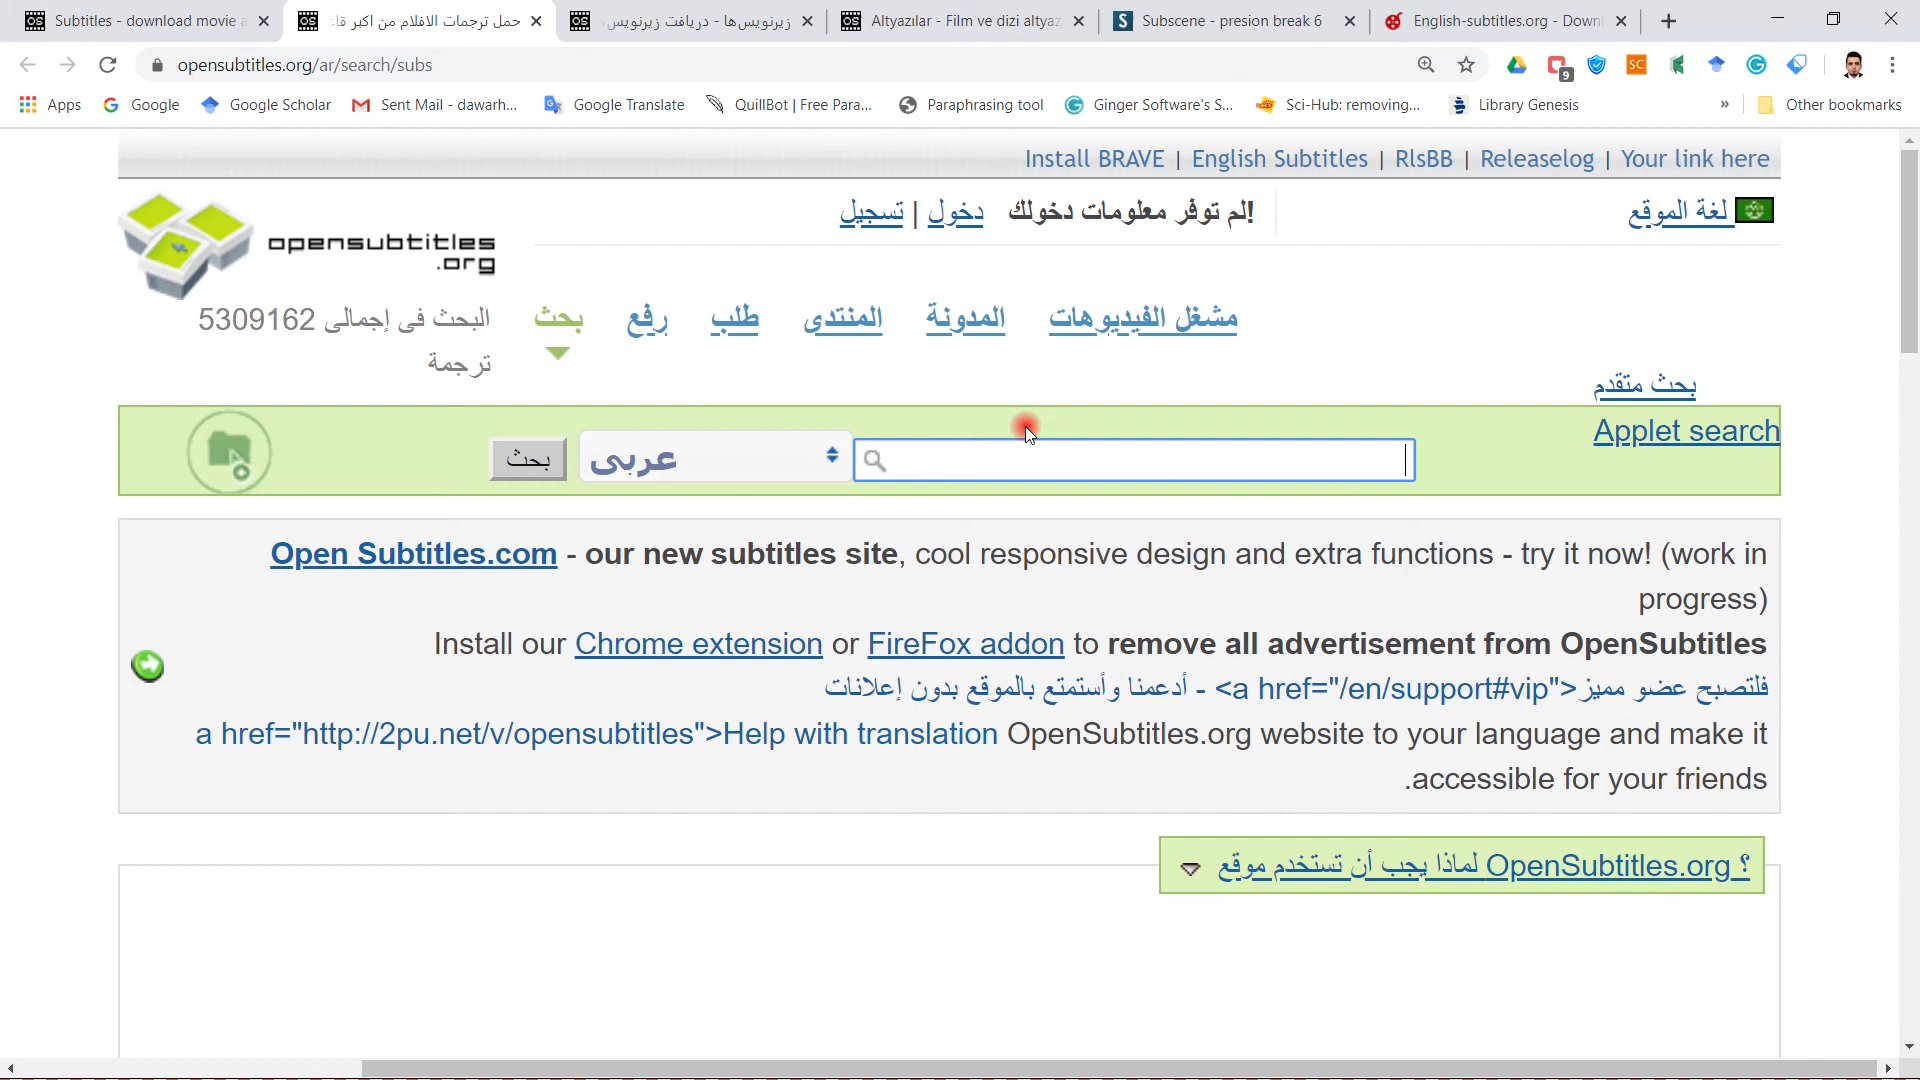 Subtitles - download movie a
حمل ترجمات الافلام من اكبر قاع
زیرنویس‌ها - دریافت زیرنویس
Altyazılar - Film ve dizi altyaz
Subscene - presion break 6
English-subtitles.org - Down
opensubtitles.org/ar/search/subs
9
SC
Apps
Google
Google Scholar
Sent Mail - dawarh...
Google Translate
QuillBot | Free Para...
Paraphrasing tool
Ginger Software's S...
Sci-Hub: removing...
Library Genesis
»
Other bookmarks
Install BRAVE | English Subtitles | RlsBB | Releaselog | Your link here
لغة الموقع
!لم توفر معلومات دخولك دخول | تسجيل
opensubtitles
.org
البحث فى إجمالى 5309162
ترجمة
بحث
رفع
طلب
المنتدى
المدونة
مشغل الفيديوهات
بحث متقدم
Applet search
عربى
بحث
Open Subtitles.com - our new subtitles site, cool responsive design and extra functions - try it now! (work in
progress)
Install our Chrome extension or FireFox addon to remove all advertisement from OpenSubtitles
فلتصبح عضو مميز<a href="/en/support#vip"> - أدعمنا وأستمتع بالموقع بدون إعلانات
a href="http://2pu.net/v/opensubtitles">Help with translation OpenSubtitles.org website to your language and make it
.accessible for your friends
؟ OpenSubtitles.org لماذا يجب أن تستخدم موقع